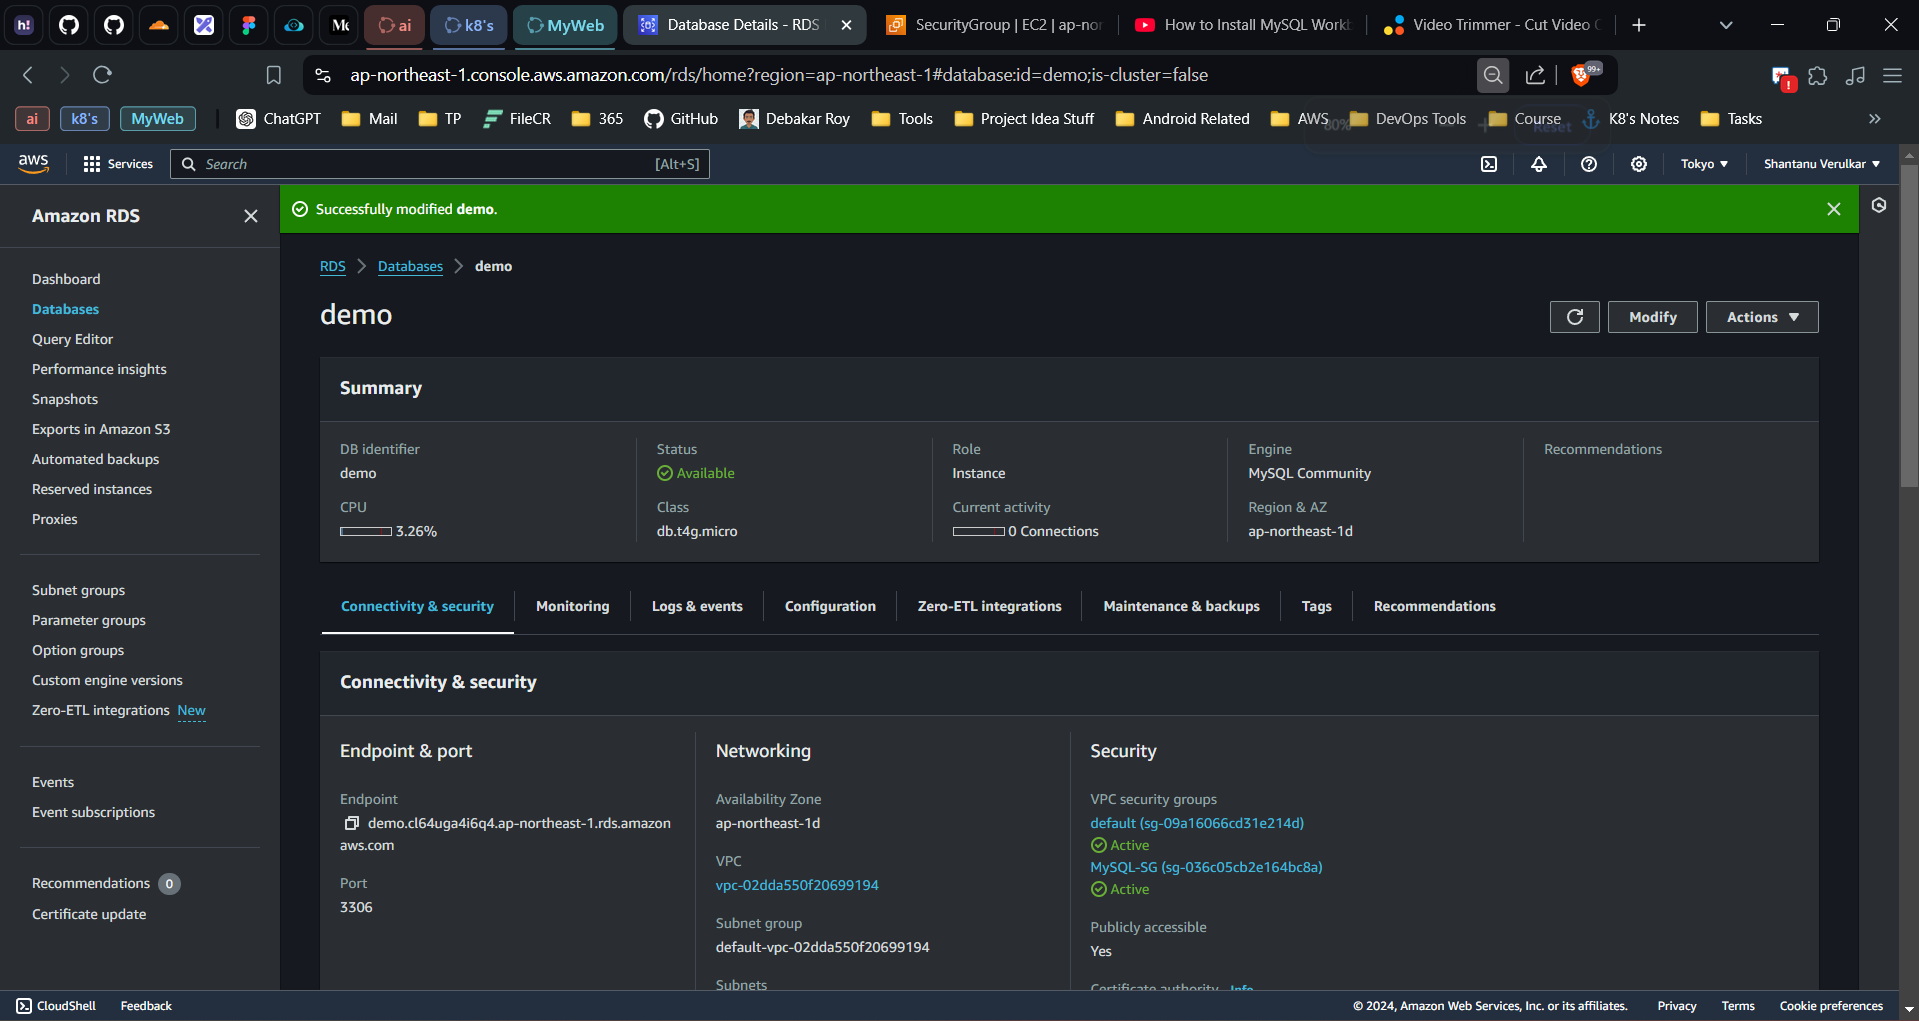 h!
M
ai
k8's
MyWeb
Database Details - RDS
SecurityGroup | EC2 | ap-nor
How to Install MySQL Workb
Video Trimmer - Cut Video O
ap-northeast-1.console.aws.amazon.com/rds/home?region=ap-northeast-1#database:id=demo;is-cluster=false
99+
ai
k8's
MyWeb
ChatGPT
Mail
TP
FileCR
365
GitHub
Debakar Roy
Tools
Project Idea Stuff
Android Related
AWS
80%
DevOps Tools
Course
Reset
K8's Notes
Tasks
aws
Services
Search
[Alt+S]
Tokyo
Shantanu Verulkar
Amazon RDS
Successfully modified demo.
Dashboard
Databases
Query Editor
Performance insights
Snapshots
Exports in Amazon S3
Automated backups
Reserved instances
Proxies
Subnet groups
Parameter groups
Option groups
Custom engine versions
Zero-ETL integrations New
Events
Event subscriptions
Recommendations 0
Certificate update
RDS > Databases > demo
demo
Modify
Actions
Summary
DB identifier
demo
Status
Available
Role
Instance
Engine
MySQL Community
Recommendations
CPU
3.26%
Class
db.t4g.micro
Current activity
0 Connections
Region & AZ
ap-northeast-1d
Connectivity & security
Monitoring
Logs & events
Configuration
Zero-ETL integrations
Maintenance & backups
Tags
Recommendations
Connectivity & security
Endpoint & port
Endpoint
demo.cl64uga4i6q4.ap-northeast-1.rds.amazon
aws.com
Port
3306
Networking
Availability Zone
ap-northeast-1d
VPC
vpc-02dda550f20699194
Subnet group
default-vpc-02dda550f20699194
Subnets
Security
VPC security groups
default (sg-09a16066cd31e214d)
Active
MySQL-SG (sg-036c05cb2e164bc8a)
Active
Publicly accessible
Yes
Certificate authority Info
CloudShell
Feedback
© 2024, Amazon Web Services, Inc. or its affiliates.
Privacy
Terms
Cookie preferences